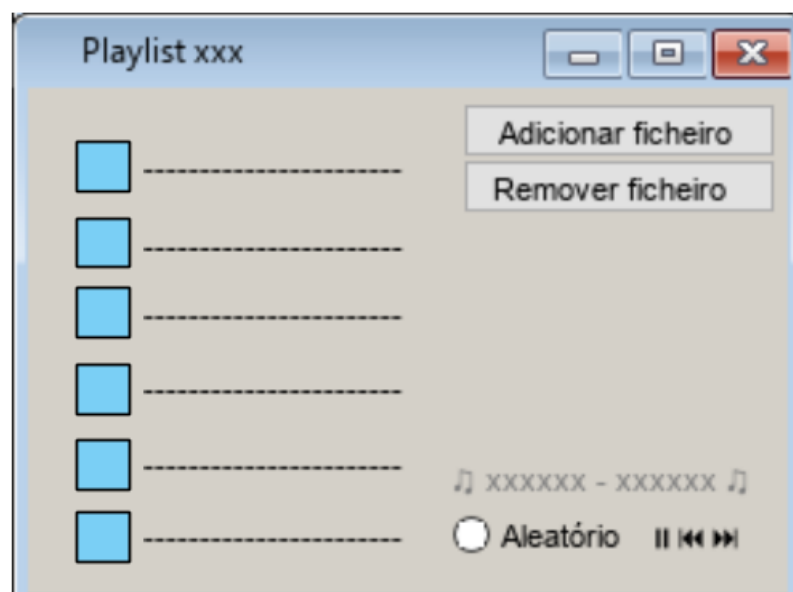 Playlist xxx
Adicionar ficheiro
Remover ficheiro
♫ xxxxxx - xxxxxx ♫
Aleatório